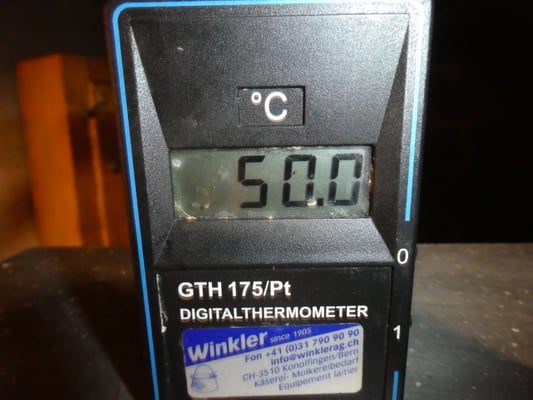 °C
50.0
0
GTH 175/Pt
DIGITALTHERMOMETER
1
Winkler since 1905
Fon +41 (0)31 790 90 90
info@winklerag.ch
CH-3510 Konolfingen/Bern
Käserei- Molkereibedarf
Equipement laitier